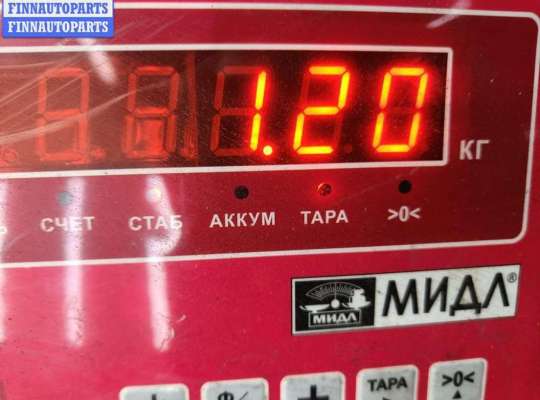 FINNAUTOPARTS
FINNAUTOPARTS
1.20 КГ
СЧЕТ СТАБ АККУМ ТАРА >0<
МИДЛ МИДЛ®
+ Ф/ + ТАРА >0<